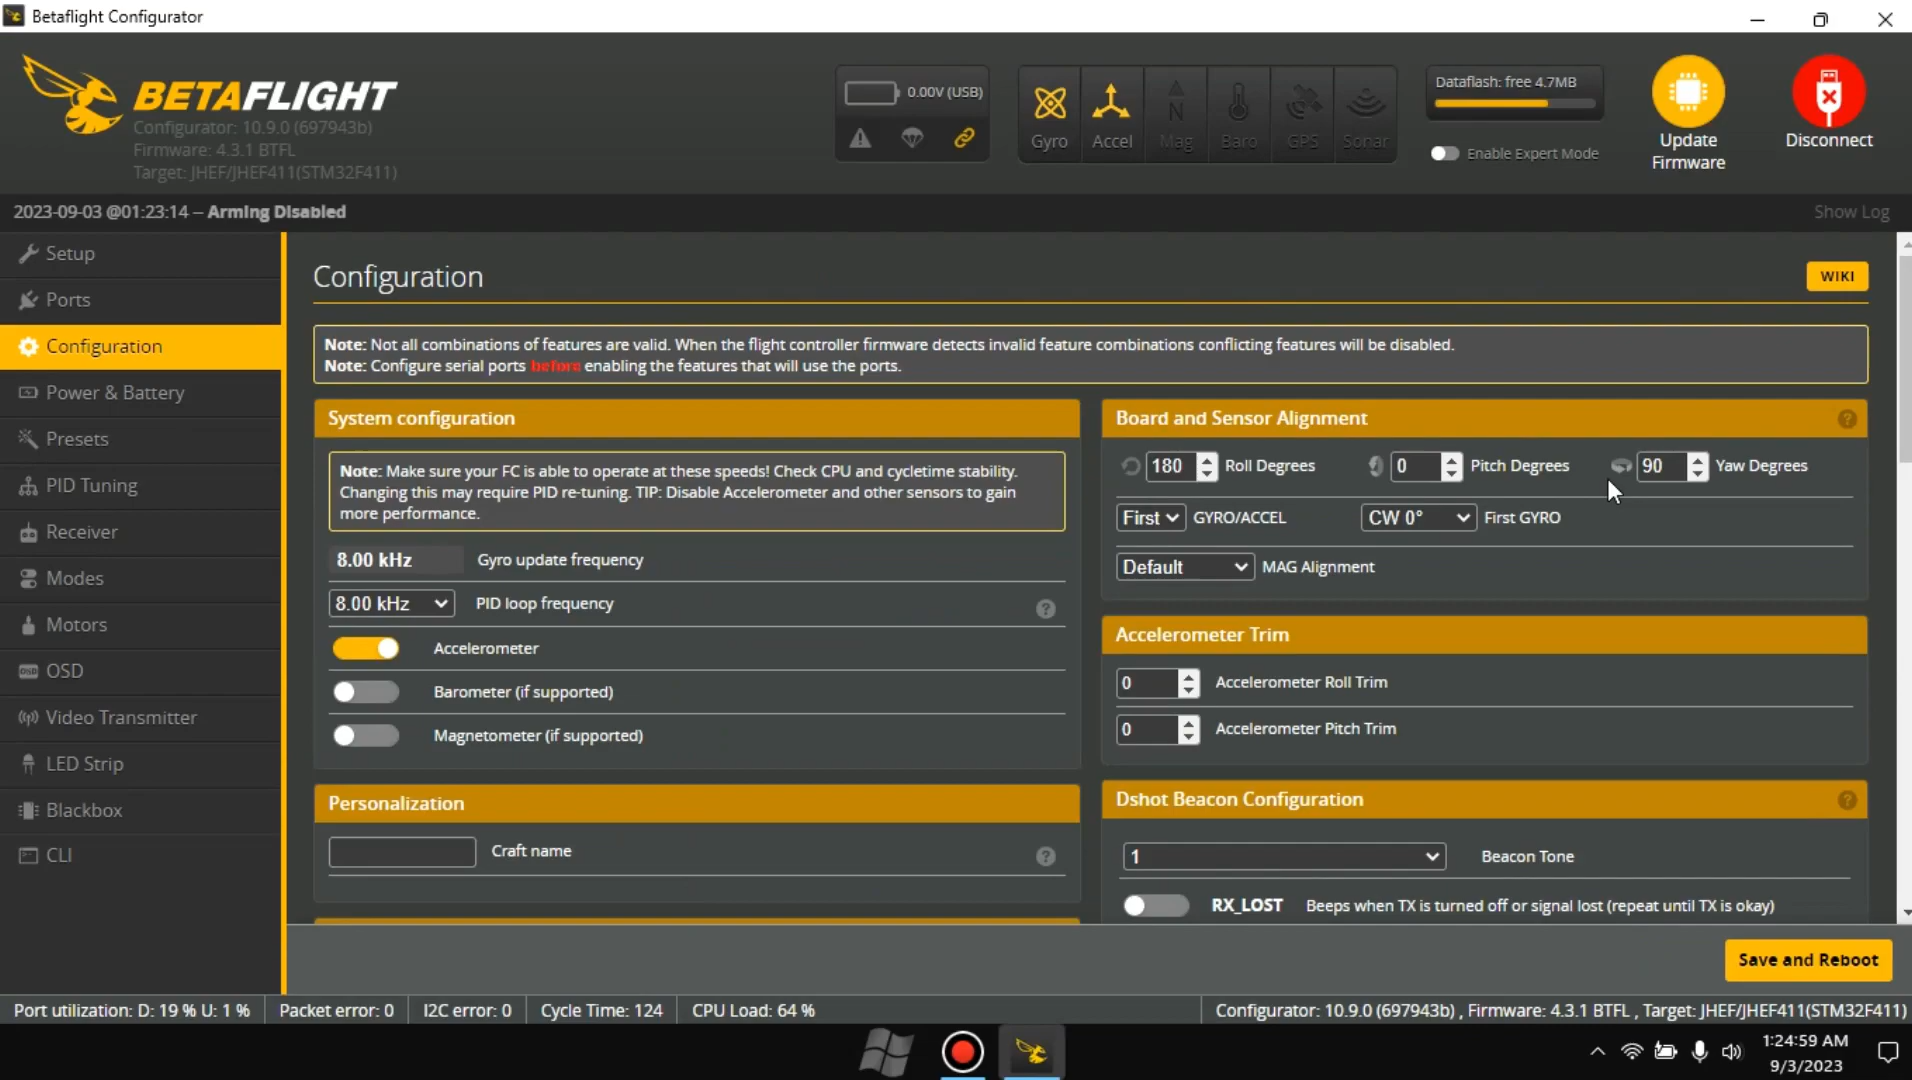 Betaflight Configurator
BETAFLIGHT
Configurator: 10.9.0 (697943b)
Firmware: 4.3.1 BTFL
Target: JHEF/JHEF411(STM32F411)
0.00V (USB)
Gyro
Accel
Mag
Baro
GPS
Sonar
Dataflash: free 4.7MB
Enable Expert Mode
Update
Firmware
Disconnect
2023-09-03 @01:23:14 -- Arming Disabled
Show Log
Setup
Ports
Configuration
Power & Battery
Presets
PID Tuning
Receiver
Modes
Motors
OSD
Video Transmitter
LED Strip
Blackbox
CLI
Configuration
WIKI
Note: Not all combinations of features are valid. When the flight controller firmware detects invalid feature combinations conflicting features will be disabled.
Note: Configure serial ports before enabling the features that will use the ports.
System configuration
Note: Make sure your FC is able to operate at these speeds! Check CPU and cycletime stability.
Changing this may require PID re-tuning. TIP: Disable Accelerometer and other sensors to gain
more performance.
8.00 kHz Gyro update frequency
8.00 kHz PID loop frequency
Accelerometer
Barometer (if supported)
Magnetometer (if supported)
Personalization
Craft name
Board and Sensor Alignment
180 Roll Degrees 0 Pitch Degrees 90 Yaw Degrees
First GYRO/ACCEL CW 0° First GYRO
Default MAG Alignment
Accelerometer Trim
0 Accelerometer Roll Trim
0 Accelerometer Pitch Trim
Dshot Beacon Configuration
1 Beacon Tone
RX_LOST Beeps when TX is turned off or signal lost (repeat until TX is okay)
Save and Reboot
Port utilization: D: 19 % U: 1 % Packet error: 0 I2C error: 0 Cycle Time: 124 CPU Load: 64 % Configurator: 10.9.0 (697943b) , Firmware: 4.3.1 BTFL , Target: JHEF/JHEF411(STM32F411)
1:24:59 AM
9/3/2023